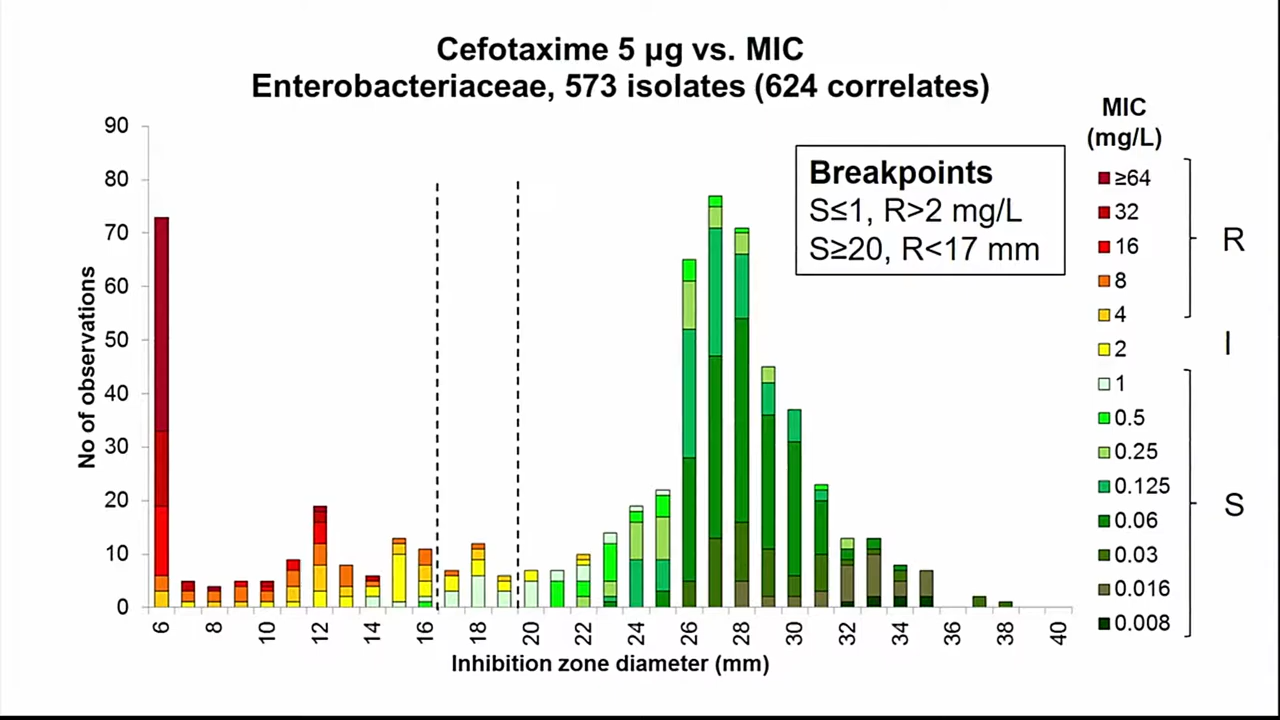 Cefotaxime 5 µg vs. MIC
Enterobacteriaceae, 573 isolates (624 correlates)
MIC
(mg/L)
Breakpoints
S≤1, R>2 mg/L
S≥20, R<17 mm
≥64
32
16
8
4
2
1
0.5
0.25
0.125
0.06
0.03
0.016
0.008
R
I
S
No of observations
90
80
70
60
50
40
30
20
10
0
6 8 10 12 14 16 18 20 22 24 26 28 30 32 34 36 38 40
Inhibition zone diameter (mm)